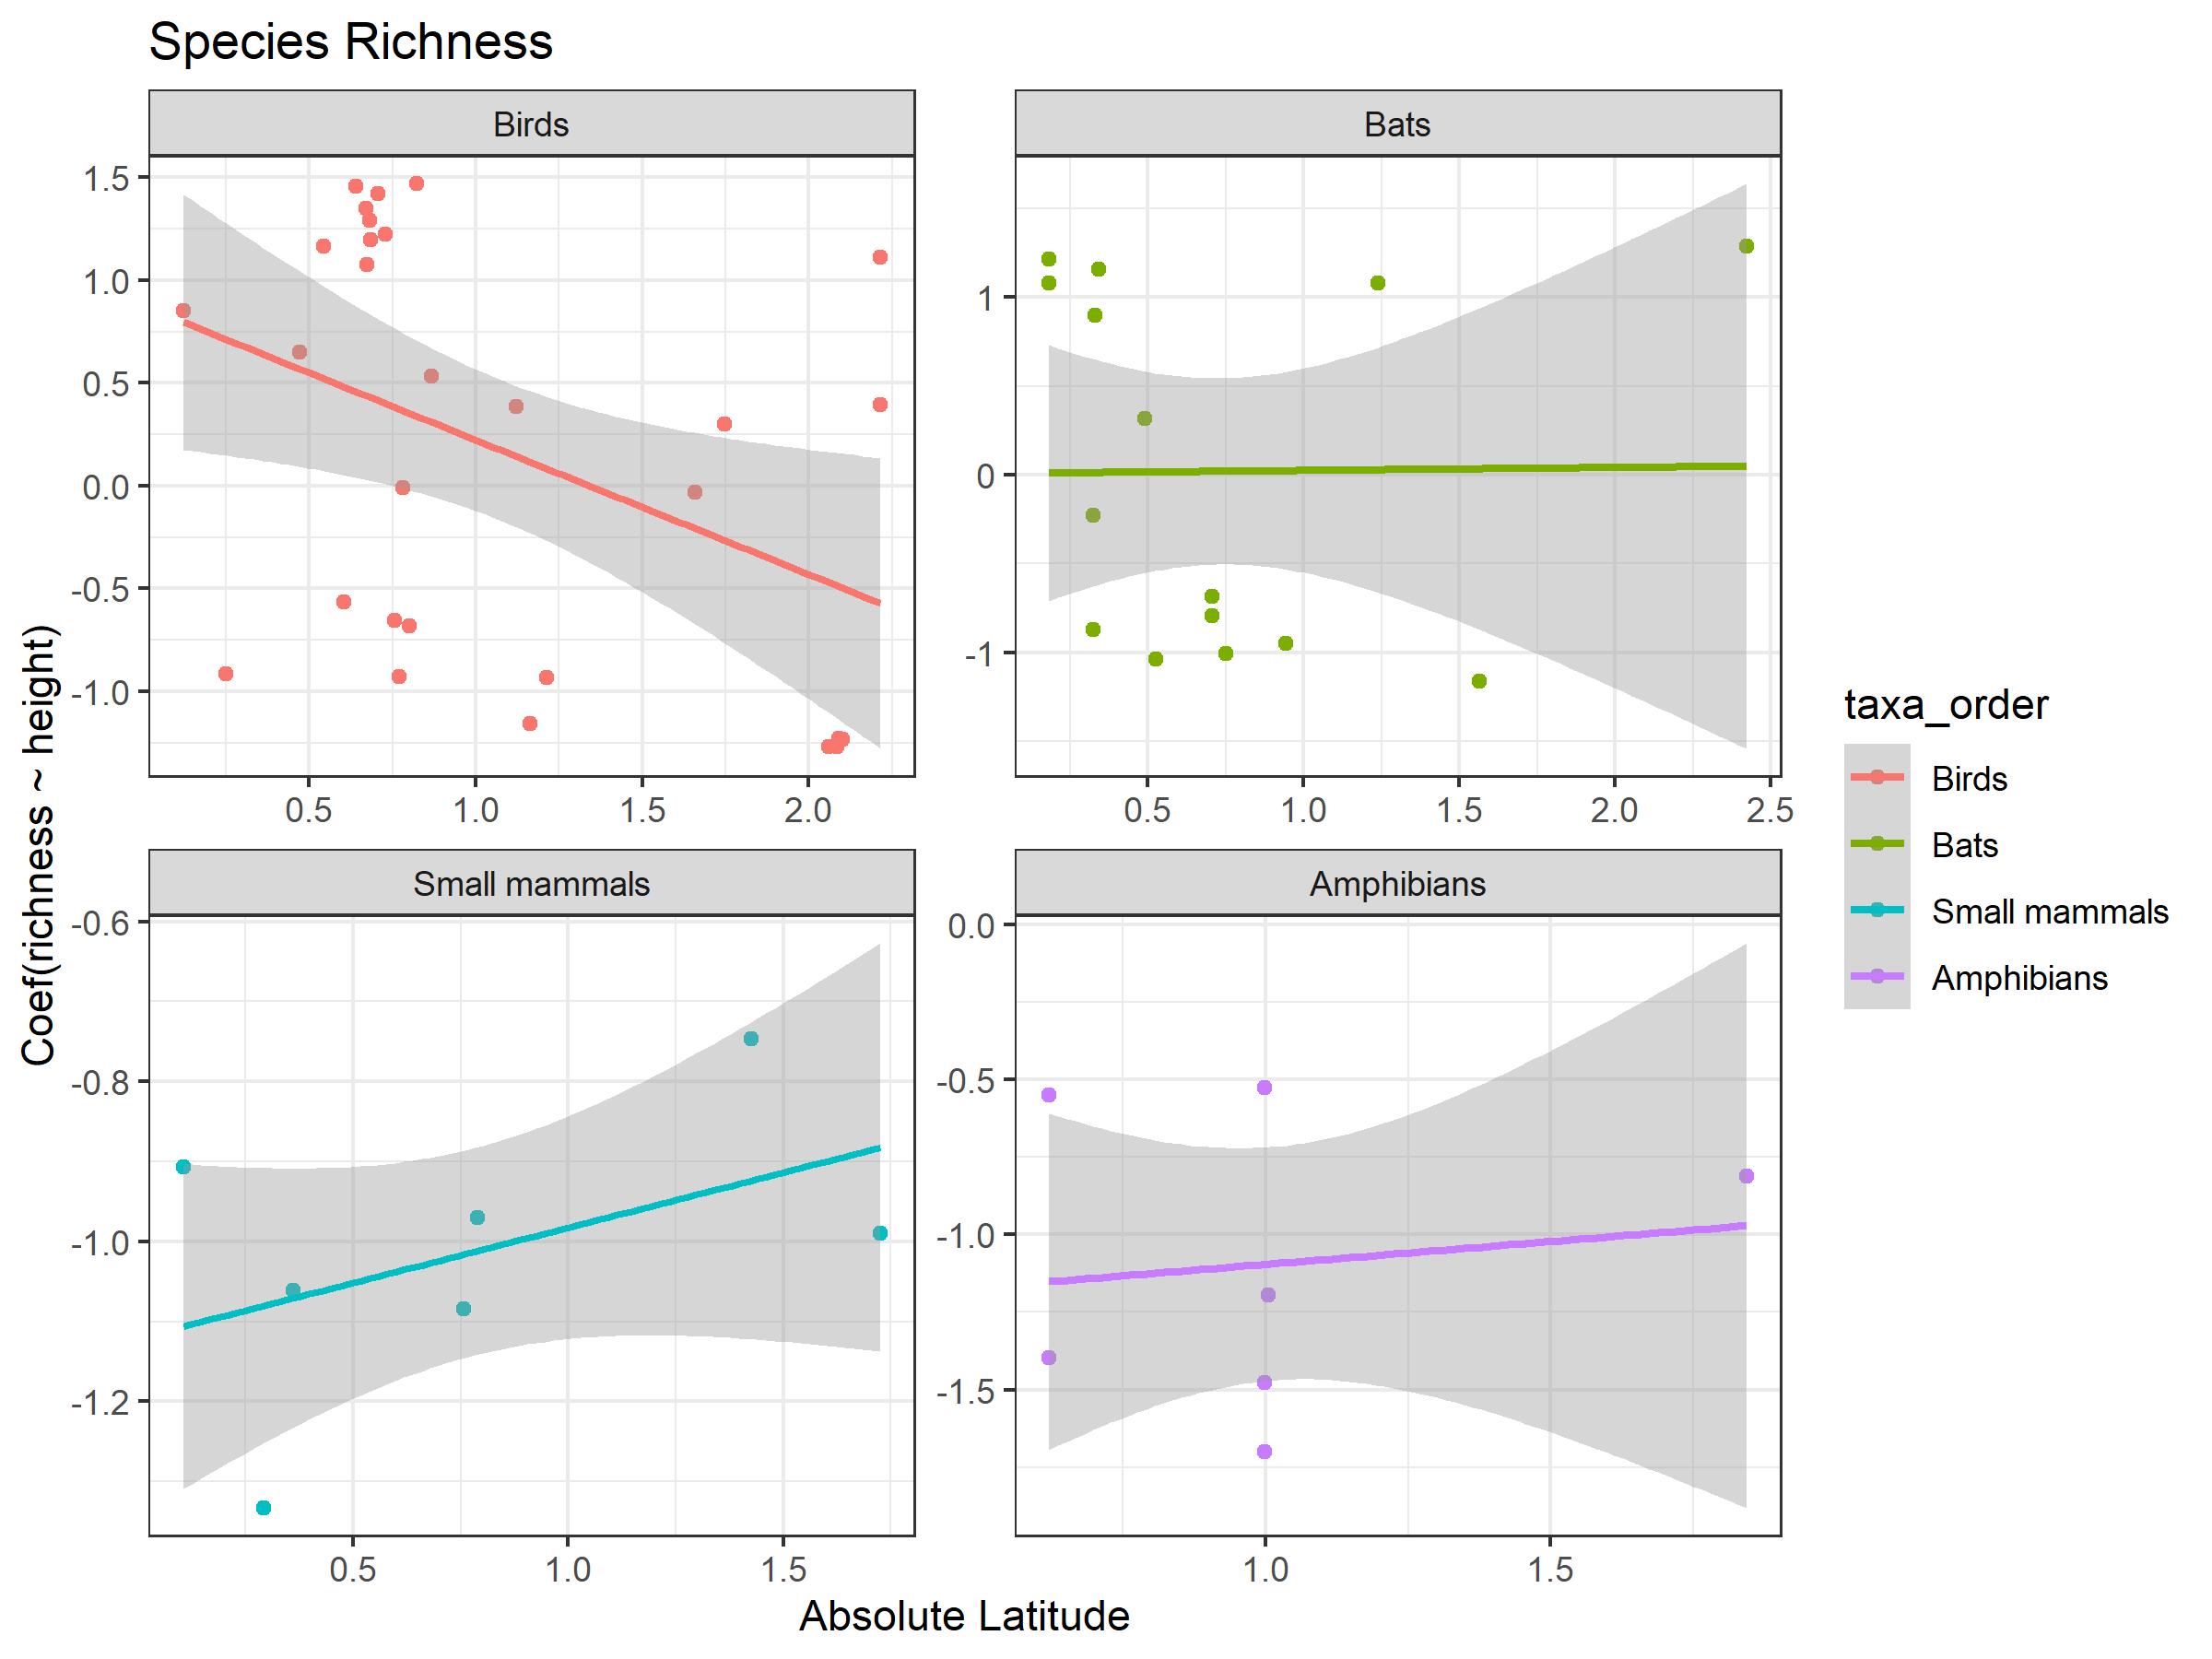 Species Richness
Birds
Bats
1.5
1.0
0.5
0.0
-0.5
-1.0
1
0
-1
0.5 1.0 1.5 2.0
0.5 1.0 1.5 2.0 2.5
Small mammals
Amphibians
-0.6
-0.8
-1.0
-1.2
0.0
-0.5
-1.0
-1.5
0.5 1.0 1.5
1.0 1.5
Absolute Latitude
Coef(richness ~ height)
taxa_order
Birds
Bats
Small mammals
Amphibians